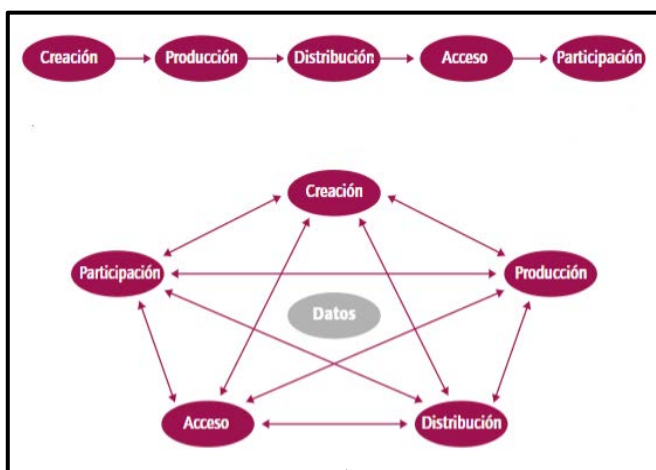 Creación Producción Distribución Acceso Participación
Creación
Participación Producción
Datos
Acceso Distribución